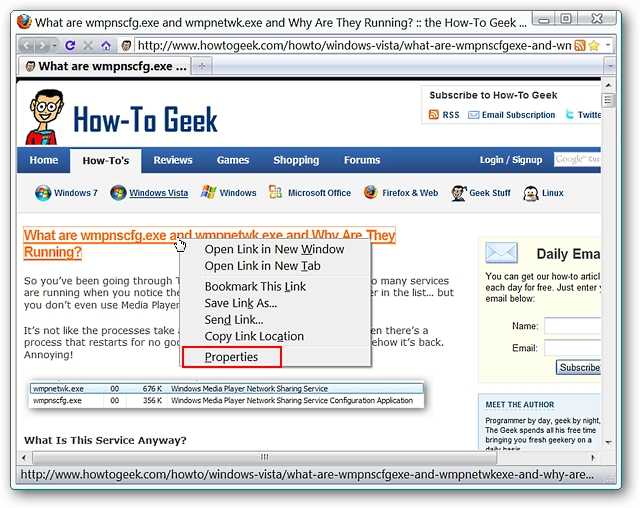 What are wmpnscfg.exe and wmpnetwk.exe and Why Are They Running? :: the How-To Geek
http://www.howtogeek.com/howto/windows-vista/what-are-wmpnscfgexe-and-wm
What are wmpnscfg.exe ...
How-To Geek
Subscribe to How-To Geek
RSS Email Subscription Twitte
Home How-To's Reviews Games Shopping Forums Login / Signup Google
Windows 7 Windows Vista Windows Microsoft Office Firefox & Web Geek Stuff Linux
What are wmpnscfg.exe and wmpnetwk.exe and Why Are They
Running?
So you've been going through T
o many services
are running when you notice the
er in the list... but
you don't even use Media Player
It's not like the processes take a
en there's a
process that restarts for no goo
ehow it's back.
Annoying!
Open Link in New Window
Open Link in New Tab
Bookmark This Link
Save Link As...
Send Link...
Copy Link Location
Properties
wmpnetwk.exe 00 676 K Windows Media Player Network Sharing Service
wmpnscfg.exe 00 356 K Windows Media Player Network Sharing Service Configuration Application
What Is This Service Anyway?
Daily Ema
You can get our how-to article
each day for free. Just enter y
email below:
Name:
Email:
Subscribe
MEET THE AUTHOR
Programmer by day, geek by night,
The Geek spends all his free time
bringing you fresh geekery on a
daily basis.
http://www.howtogeek.com/howto/windows-vista/what-are-wmpnscfgexe-and-wmpnetwkexe-and-why-are...